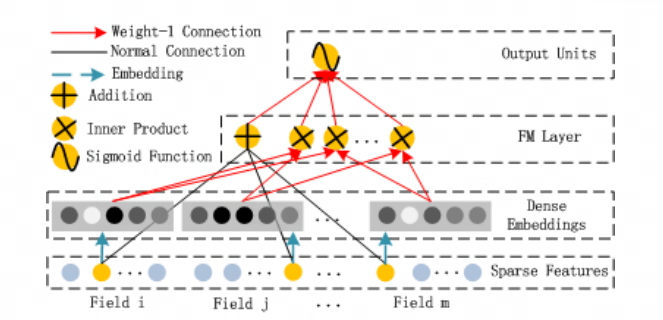 Weight-1 Connection
Normal Connection
Embedding
Addition
Inner Product
Sigmoid Function
Output Units
...
FM Layer
...
Dense
Embeddings
... ... ... ...
Sparse Features
Field i Field j ... Field m